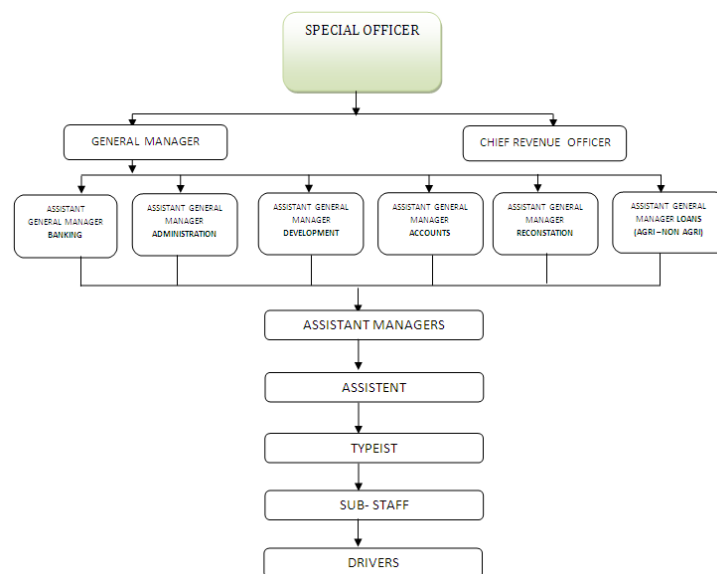 SPECIAL OFFICER
GENERAL MANAGER
CHIEF REVENUE OFFICER
ASSISTANT
GENERAL MANAGER
BANKING
ASSISTANT GENERAL
MANAGER
ADMINISTRATION
ASSISTANT GENERAL
MANAGER
DEVELOPMENT
ASSISTANT GENERAL
MANAGER
ACCOUNTS
ASSISTANT GENERAL
MANAGER
RECONSTATION
ASSISTANT GENERAL
MANAGER LOANS
(AGRI–NON AGRI)
ASSISTANT MANAGERS
ASSISTENT
TYPEIST
SUB- STAFF
DRIVERS